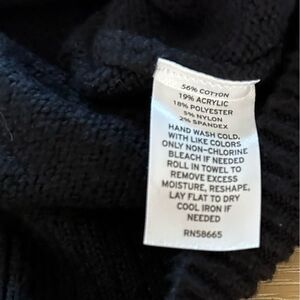 56% COTTON
19% ACRYLIC
18% POLYESTER
5% NYLON
2% SPANDEX
HAND WASH COLD,
WITH LIKE COLORS
ONLY NON-CHLORINE
BLEACH IF NEEDED
ROLL IN TOWEL TO
REMOVE EXCESS
MOISTURE, RESHAPE,
LAY FLAT TO DRY
COOL IRON IF
NEEDED
RN58665